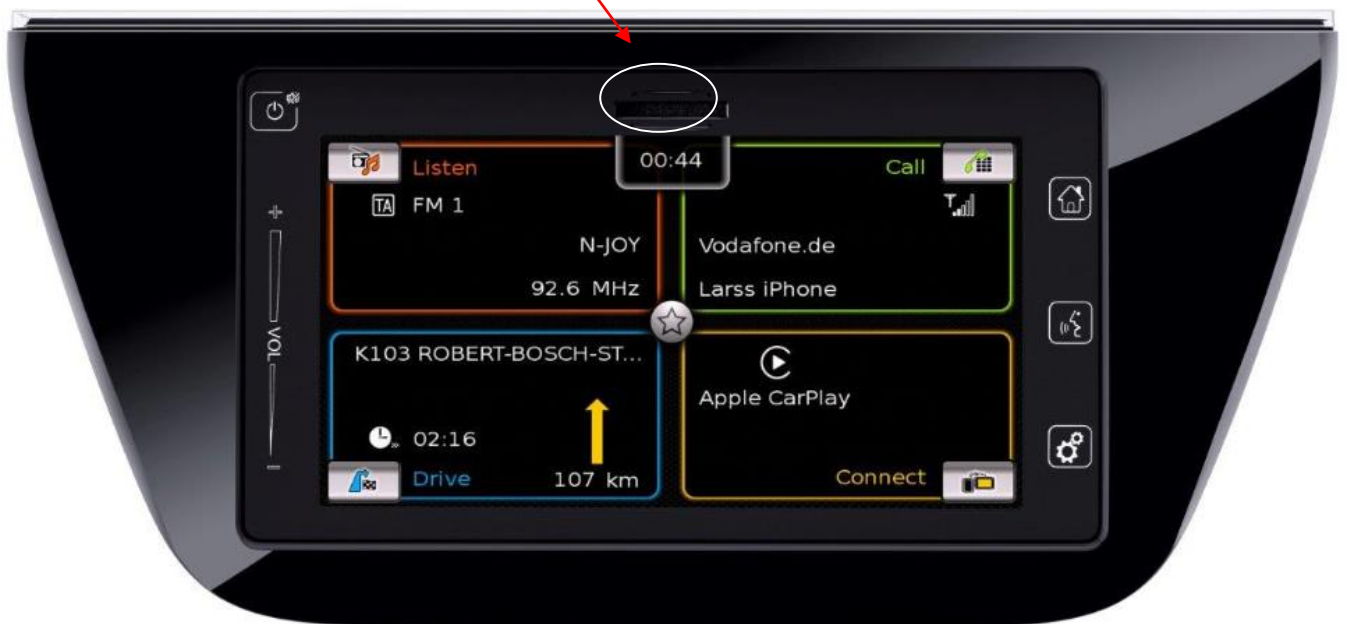 00:44
Listen
TA FM 1
N-JOY
92.6 MHz
Call
Vodafone.de
Larss iPhone
VOL
K103 ROBERT-BOSCH-ST...
02:16
Drive 107 km
Apple CarPlay
Connect